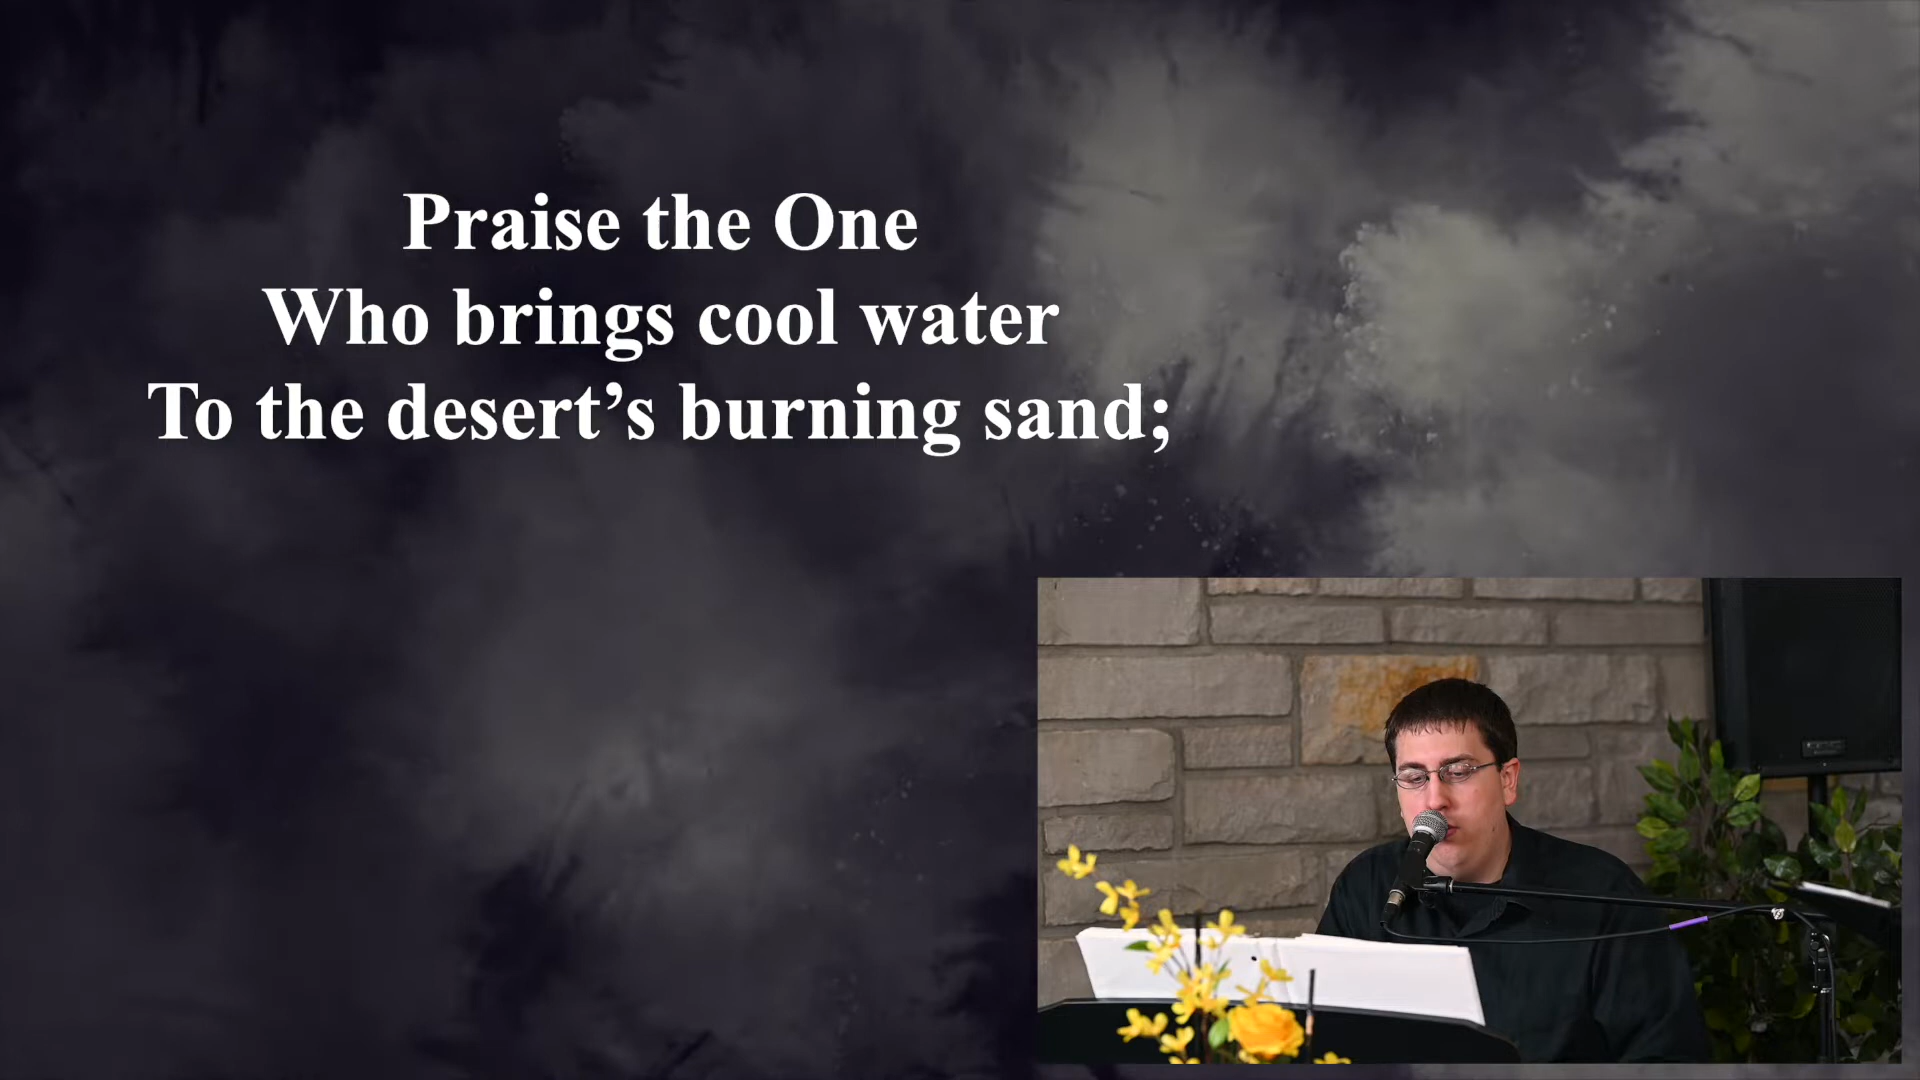 Praise the One
Who brings cool water
To the desert’s burning sand;